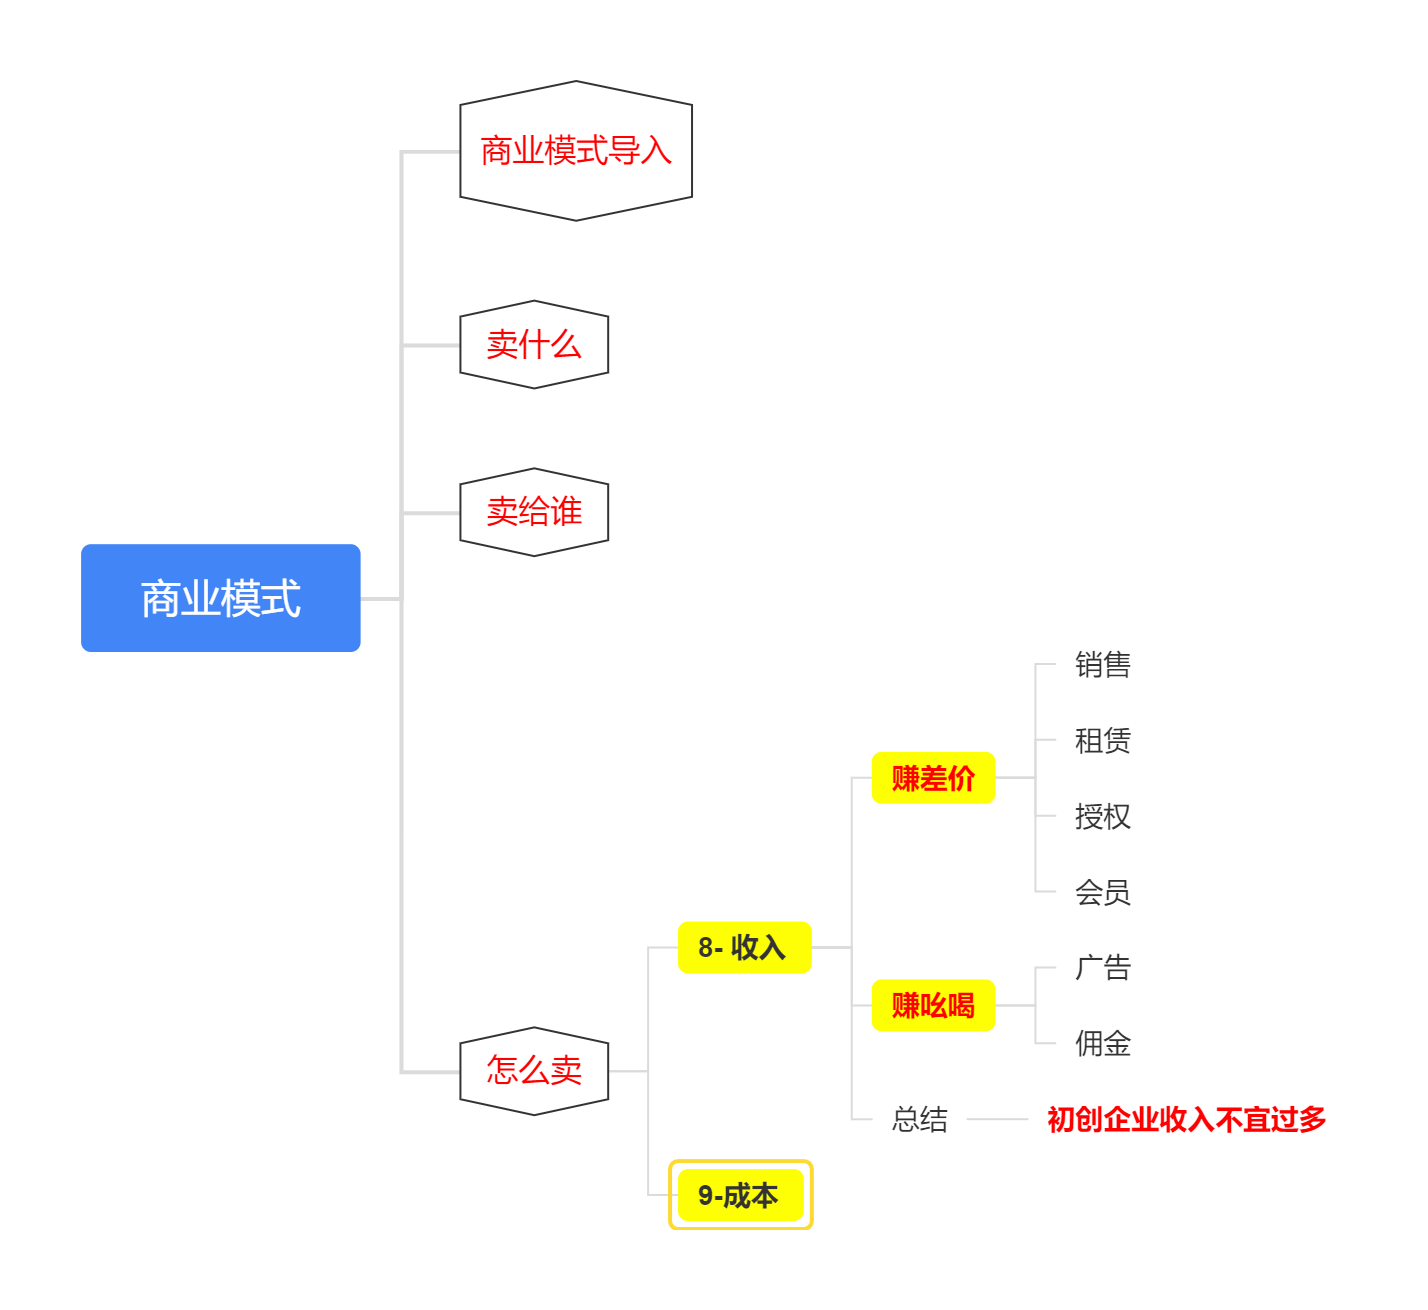 商业模式
商业模式导入
卖什么
卖给谁
怎么卖
8- 收入
赚差价
销售
租赁
授权
会员
赚吆喝
广告
佣金
总结
初创企业收入不宜过多
9-成本